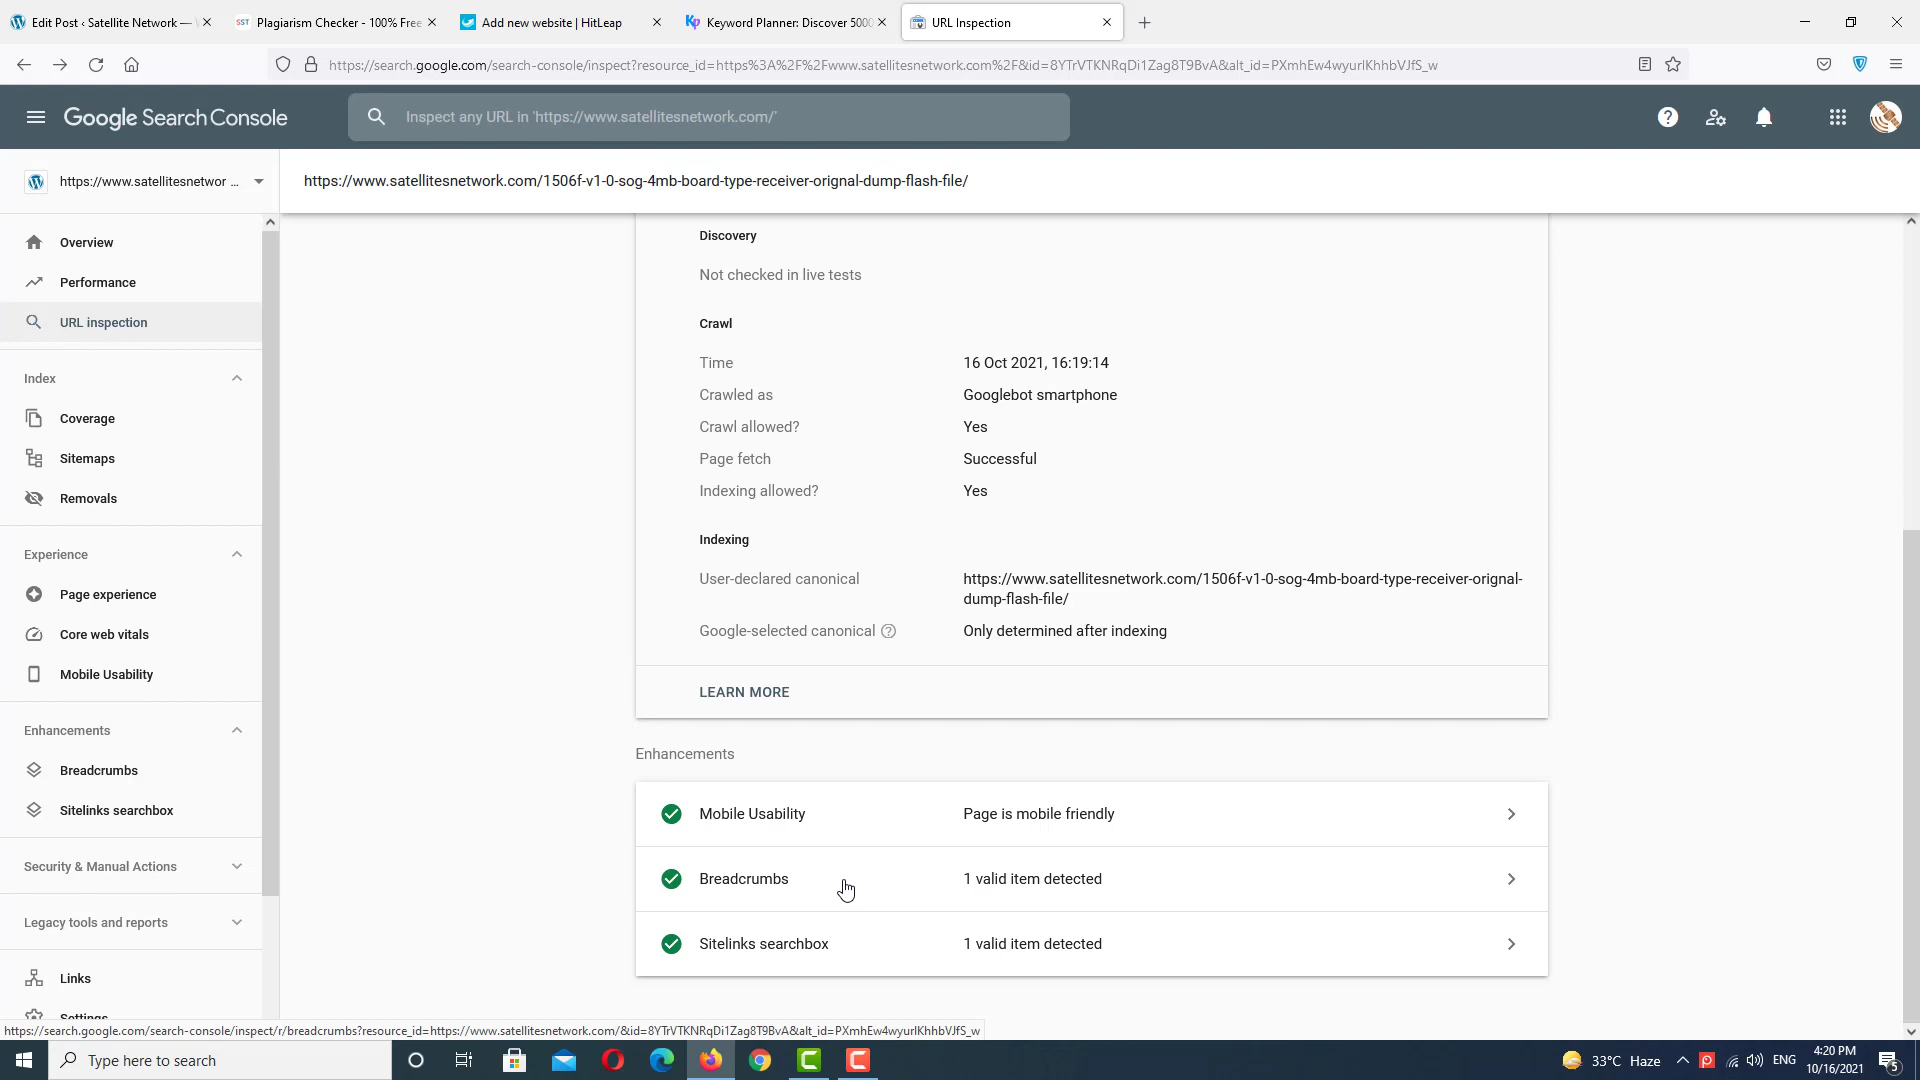 Edit Post ‹ Satellite Network —
Plagiarism Checker - 100% Free
Add new website | HitLeap
Keyword Planner: Discover 5000
URL Inspection
https://search.google.com/search-console/inspect?resource_id=https%3A%2F%2Fwww.satellitesnetwork.com%2F&id=8YTrVTKNRqDi1Zag8T9BvA&alt_id=PXmhEw4wyurlKhhbVJfS_w
Google Search Console
Inspect any URL in 'https://www.satellitesnetwork.com/'
https://www.satellitesnetwor ...
https://www.satellitesnetwork.com/1506f-v1-0-sog-4mb-board-type-receiver-orignal-dump-flash-file/
Overview
Performance
URL inspection
Index
Coverage
Sitemaps
Removals
Experience
Page experience
Core web vitals
Mobile Usability
Enhancements
Breadcrumbs
Sitelinks searchbox
Security & Manual Actions
Legacy tools and reports
Links
Settings
Discovery
Not checked in live tests
Crawl
Time 16 Oct 2021, 16:19:14
Crawled as Googlebot smartphone
Crawl allowed? Yes
Page fetch Successful
Indexing allowed? Yes
Indexing
User-declared canonical https://www.satellitesnetwork.com/1506f-v1-0-sog-4mb-board-type-receiver-orignal-
dump-flash-file/
Google-selected canonical Only determined after indexing
LEARN MORE
Enhancements
Mobile Usability Page is mobile friendly
Breadcrumbs 1 valid item detected
Sitelinks searchbox 1 valid item detected
https://search.google.com/search-console/inspect/r/breadcrumbs?resource_id=https://www.satellitesnetwork.com/&id=8YTrVTKNRqDi1Zag8T9BvA&alt_id=PXmhEw4wyurlKhhbVJfS_w
Type here to search
33°C Haze
ENG
4:20 PM
10/16/2021
5